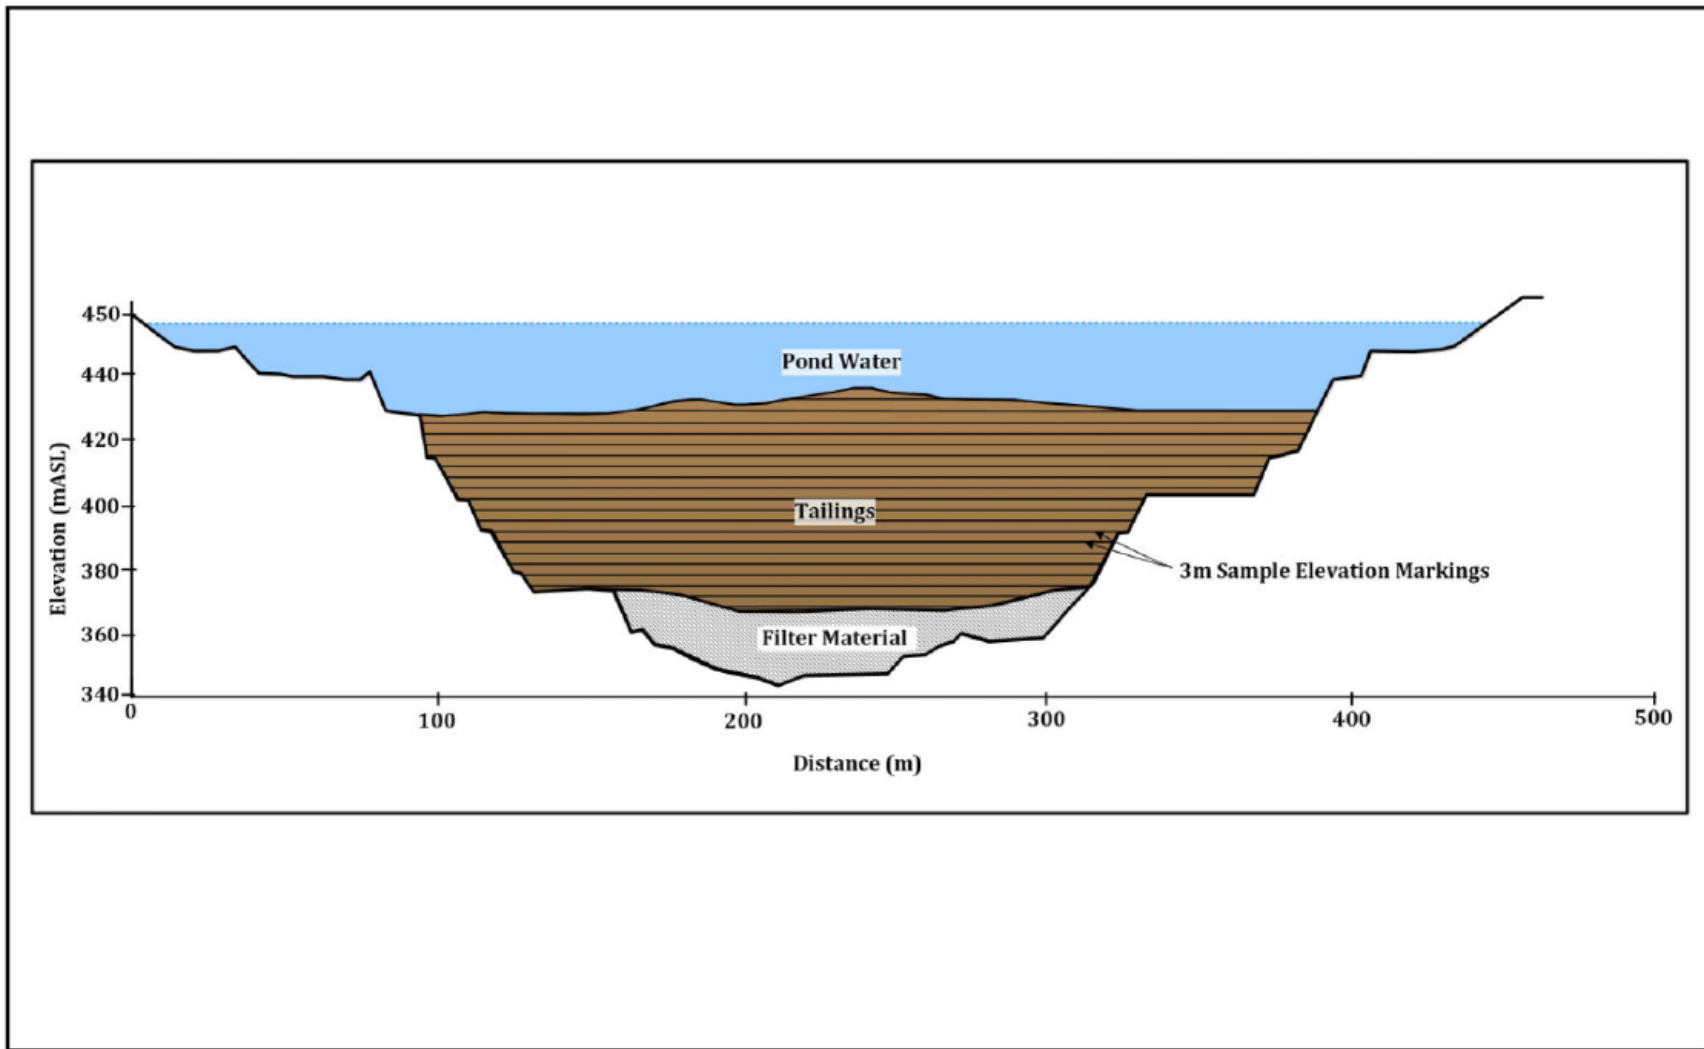 450
Pond Water
440
420
Elevation (mASL)
400
Tailings
380
3m Sample Elevation Markings
360
Filter Material
340
0
100
200
300
400
500
Distance (m)